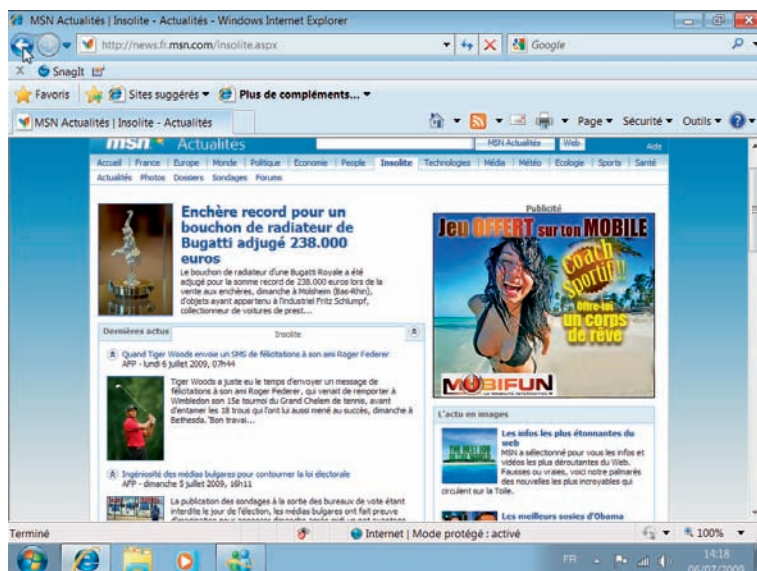 MSN Actualités | Insolite - Actualités - Windows Internet Explorer
http://news.fr.msn.com/insolite.aspx
Google
X SnagIt
Favoris Sites suggérés Plus de compléments...
MSN Actualités | Insolite - Actualités
Page Sécurité Outils
msn Actualités MSN Actualités Web Aide
Accueil France Europe Monde Politique Economie People Insolite Technologies Média Météo Ecologie Sports Santé
Actualités Photos Dossiers Sondages Forums
Enchère record pour un
bouchon de radiateur de
Bugatti adjugé 238.000
euros
Le bouchon de radiateur d'une Bugatti Royale a été
adjugé pour la somme record de 238.000 euros lors de la
vente aux enchères, dimanche à Molsheim (Bas-Rhin),
d'objets ayant appartenu à l'industriel Fritz Schlumpf,
collectionneur de voitures de prest...
Publicité
Jeu OFFERT sur ton MOBILE
Coach
Sportif!!
Offre-toi
un corps
de rêve
MOBIFUN
Dernières actus Insolite
Quand Tiger Woods envoie un SMS de félicitations à son ami Roger Federer
AFP - lundi 6 juillet 2009, 07h44
Tiger Woods a juste eu le temps d'envoyer un message de
félicitations à son ami Roger Federer, qui venait de remporter à
Wimbledon son 15e tournoi du Grand Chelem de tennis, avant
d'entamer les 18 trous qui l'ont lui aussi mené au succès, dimanche à
Bethesda. "Bon travai...
Ingéniosité des médias bulgares pour contourner la loi électorale
AFP - dimanche 5 juillet 2009, 16h11
La publication des sondages à la sortie des bureaux de vote étant
interdite le jour de l'élection, les médias bulgares ont fait preuve
L'actu en images
THE BEST JOB
IN THE WORLD
Les infos les plus étonnantes du
web
MSN a sélectionné pour vous les infos et
vidéos les plus déroutantes du Web.
Fausses ou vraies, voici notre palmarès
des nouvelles les plus incroyables qui
circulent sur la Toile.
Les meilleurs sosies d'Obama
Terminé Internet | Mode protégé : activé 100%
FR 14:18
06/07/2009